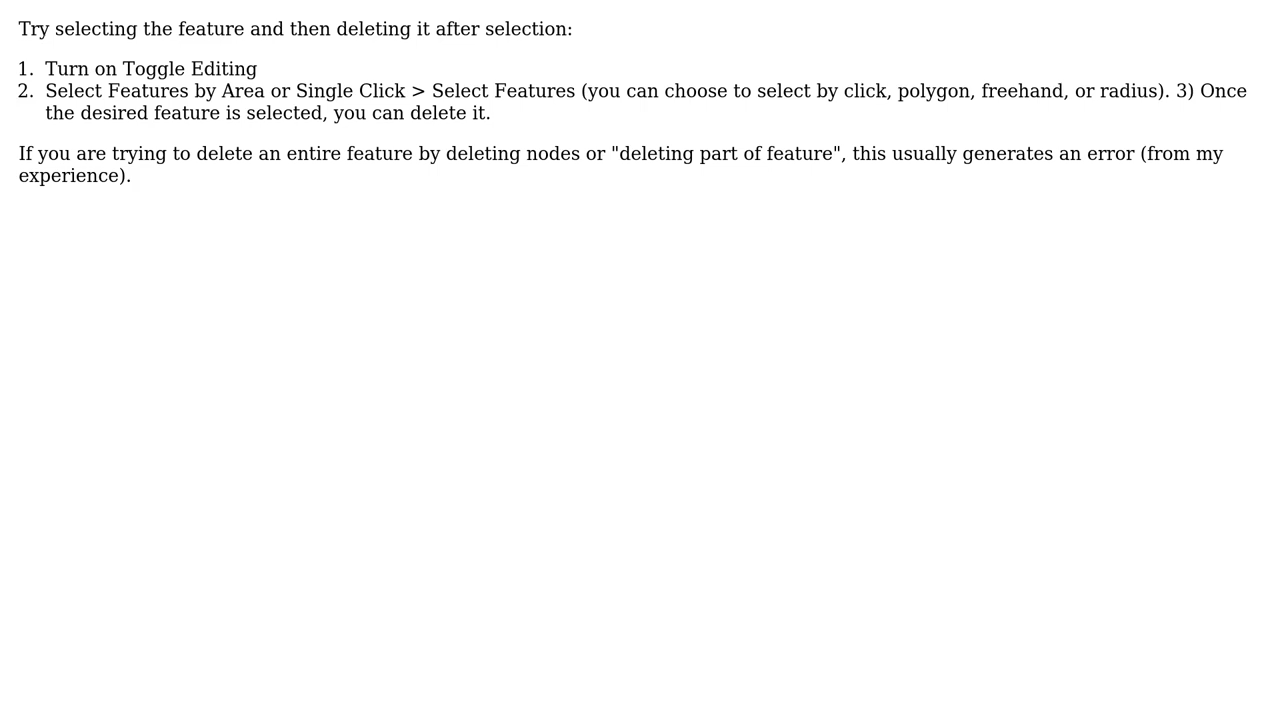 Try selecting the feature and then deleting it after selection:
1. Turn on Toggle Editing
2. Select Features by Area or Single Click > Select Features (you can choose to select by click, polygon, freehand, or radius). 3) Once
the desired feature is selected, you can delete it.
If you are trying to delete an entire feature by deleting nodes or "deleting part of feature", this usually generates an error (from my
experience).